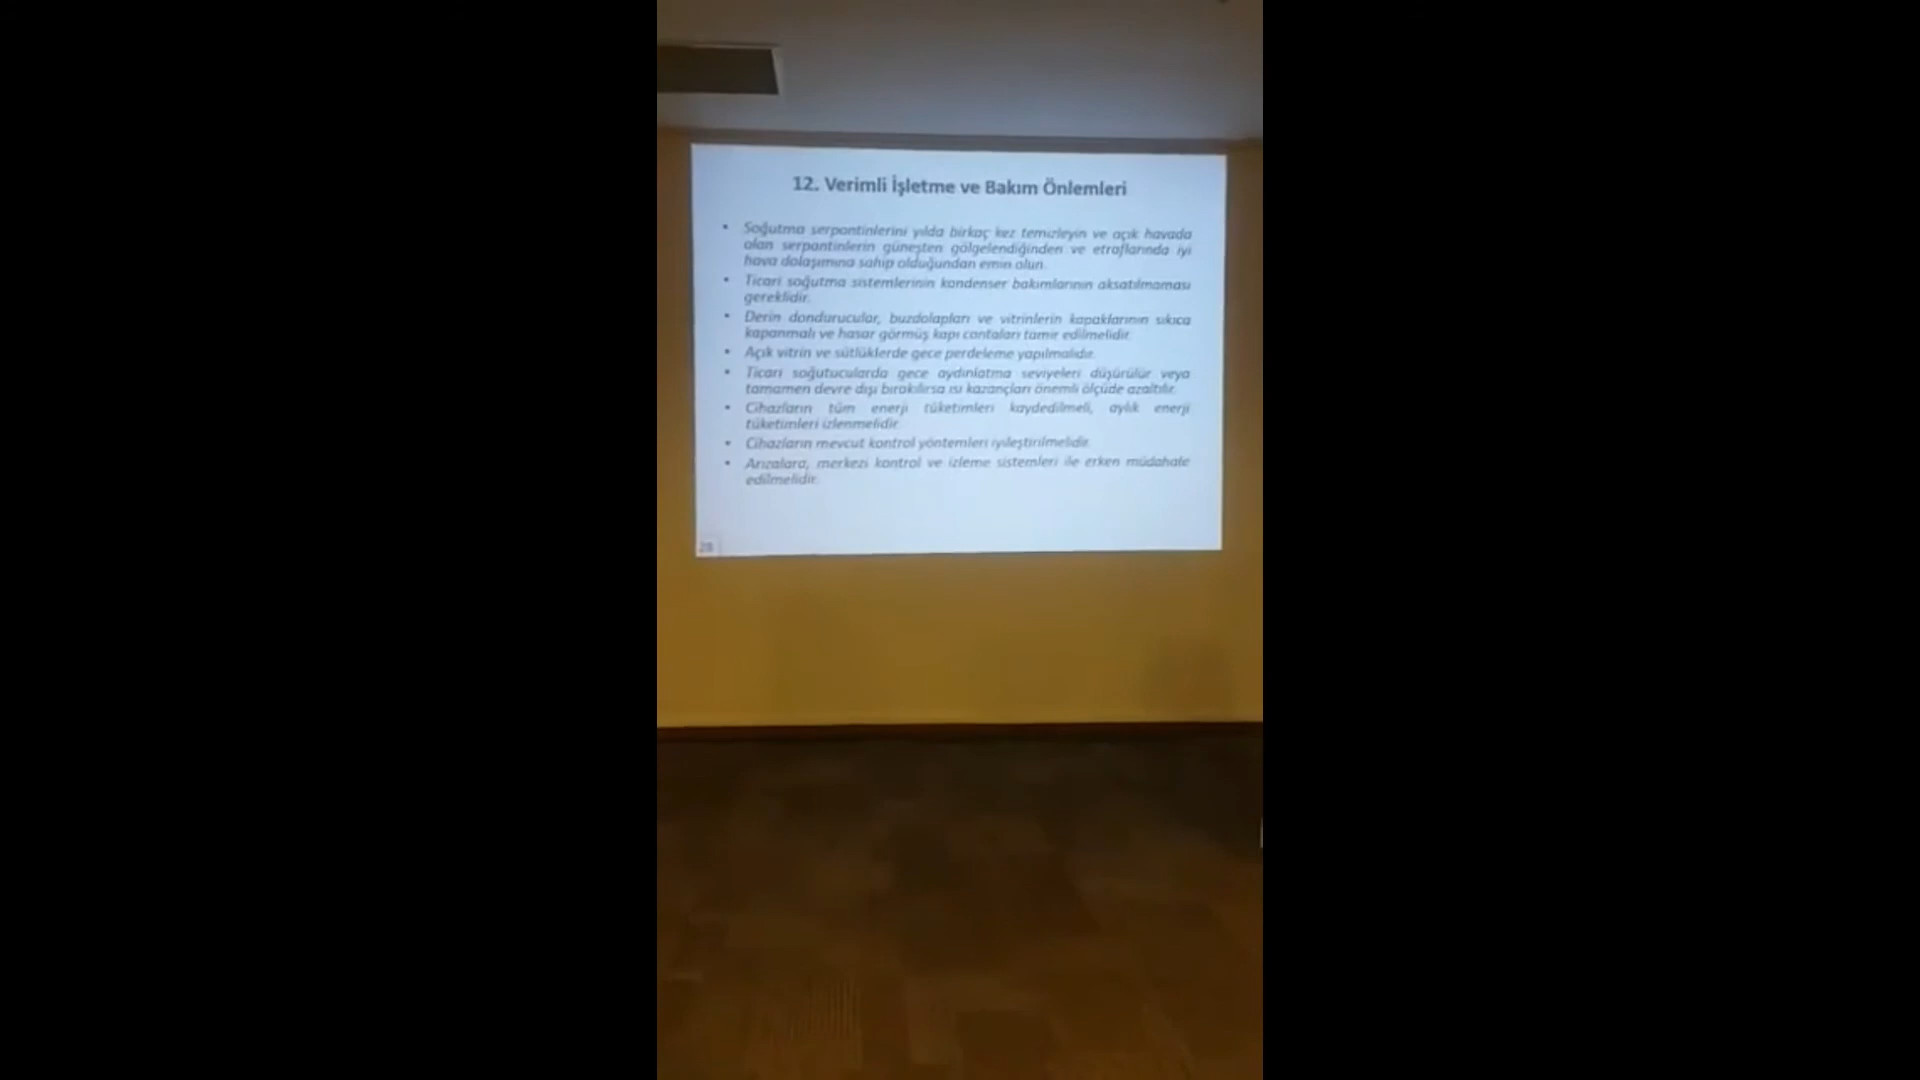 12. Verimli İşletme ve Bakım Önlemleri
• Soğutma serpantinlerini yılda birkaç kez temizleyin ve açık havada
olan serpantinlerin güneşten gölgelendiğinden ve etraflarında iyi
hava dolaşımına sahip olduğundan emin olun.
• Ticari soğutma sistemlerinin kondenser bakımlarının aksatılmaması
gereklidir.
• Derin dondurucular, buzdolapları ve vitrinlerin kapaklarının sıkıca
kapanmalı ve hasar görmüş kapı contaları tamir edilmelidir.
• Açık vitrin ve sütlüklerde gece perdeleme yapılmalıdır.
• Ticari soğutucularda gece aydınlatma seviyeleri düşürülür veya
tamamen devre dışı bırakılırsa ısı kazançları önemli ölçüde azaltılır.
• Cihazların tüm enerji tüketimleri kaydedilmeli, aylık enerji
tüketimleri izlenmelidir.
• Cihazların mevcut kontrol yöntemleri iyileştirilmelidir.
• Arızalara, merkezi kontrol ve izleme sistemleri ile erken müdahale
edilmelidir.
28